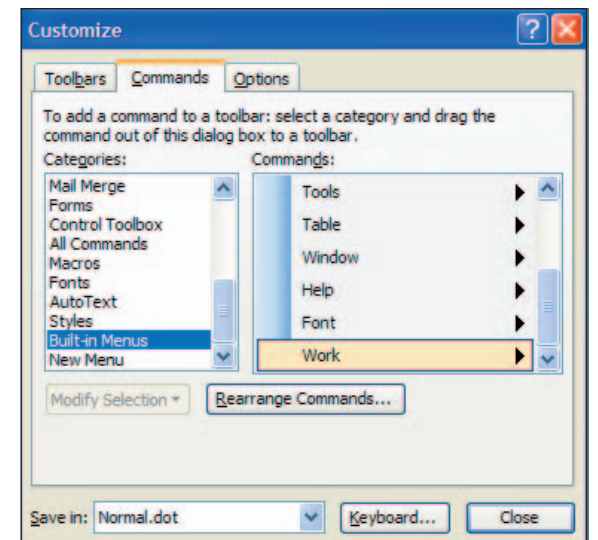 Customize
Toolbars Commands Options
To add a command to a toolbar: select a category and drag the
command out of this dialog box to a toolbar.
Categories:
Commands:
Mail Merge
Forms
Control Toolbox
All Commands
Macros
Fonts
AutoText
Styles
Built-in Menus
New Menu
Tools
Table
Window
Help
Font
Work
Modify Selection
Rearrange Commands...
Save in: Normal.dot
Keyboard...
Close